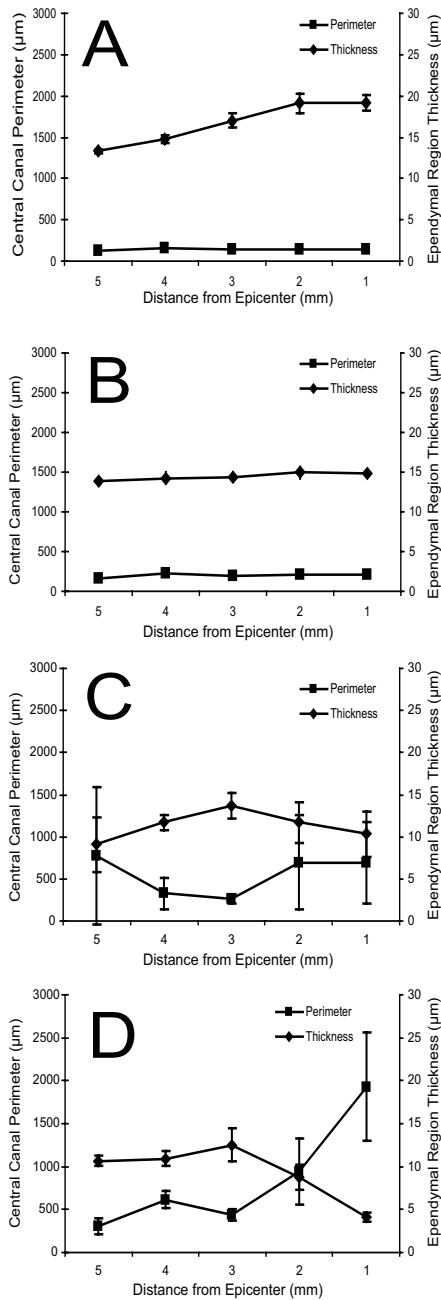 A
Perimeter
Thickness
Central Canal Perimeter (µm)
3000
2500
2000
1500
1000
500
0
Ependymal Region Thickness (µm)
30
25
20
15
10
5
0
5 4 3 2 1
Distance from Epicenter (mm)
B
Perimeter
Thickness
Central Canal Perimeter (µm)
3000
2500
2000
1500
1000
500
0
Ependymal Region Thickness (µm)
30
25
20
15
10
5
0
5 4 3 2 1
Distance from Epicenter (mm)
C
Perimeter
Thickness
Central Canal Perimeter (µm)
3000
2500
2000
1500
1000
500
0
Ependymal Region Thickness (µm)
30
25
20
15
10
5
0
5 4 3 2 1
Distance from Epicenter (mm)
D
Perimeter
Thickness
Central Canal Perimeter (µm)
3000
2500
2000
1500
1000
500
0
Ependymal Region Thickness (µm)
30
25
20
15
10
5
0
5 4 3 2 1
Distance from Epicenter (mm)